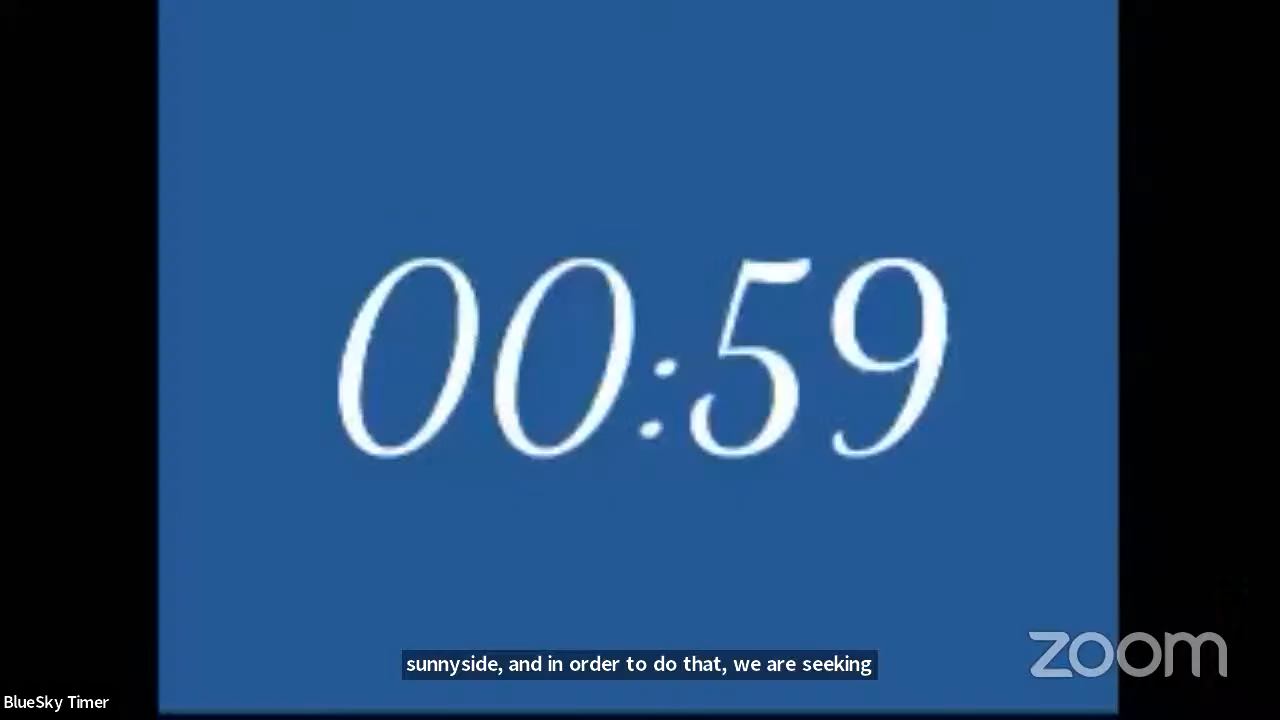 00:59
sunnyside, and in order to do that, we are seeking
zoom
BlueSky Timer